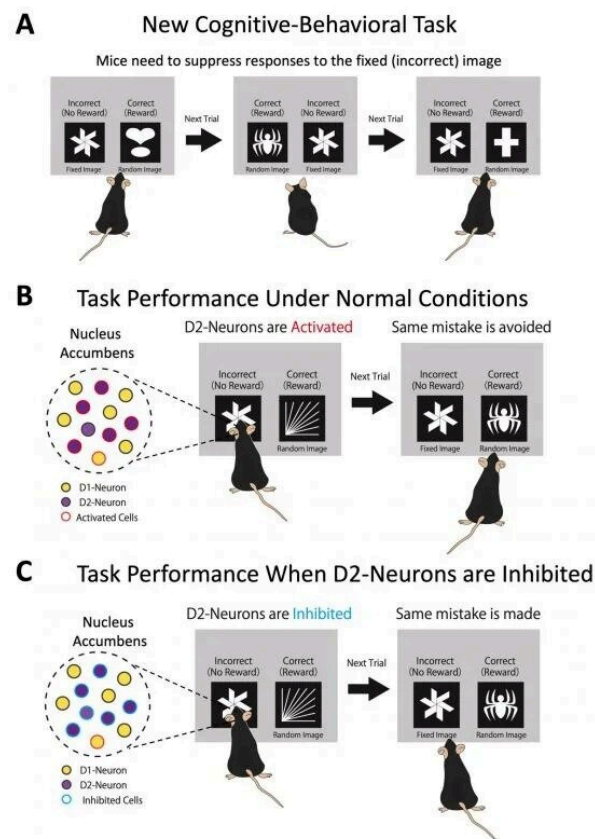 A
New Cognitive-Behavioral Task
Mice need to suppress responses to the fixed (incorrect) image
Incorrect
(No Reward)
Correct
(Reward)
Fixed Image
Random Image
Next Trial
Correct
(Reward)
Incorrect
(No Reward)
Random Image
Fixed Image
Next Trial
Incorrect
(No Reward)
Correct
(Reward)
Fixed Image
Random Image
B
Task Performance Under Normal Conditions
Nucleus
Accumbens
D1-Neuron
D2-Neuron
Activated Cells
D2-Neurons are Activated
Incorrect
(No Reward)
Correct
(Reward)
Random Image
Next Trial
Same mistake is avoided
Incorrect
(No Reward)
Correct
(Reward)
Fixed Image
Random Image
C
Task Performance When D2-Neurons are Inhibited
Nucleus
Accumbens
D1-Neuron
D2-Neuron
Inhibited Cells
D2-Neurons are Inhibited
Incorrect
(No Reward)
Correct
(Reward)
Random Image
Next Trial
Same mistake is made
Incorrect
(No Reward)
Correct
(Reward)
Fixed Image
Random Image